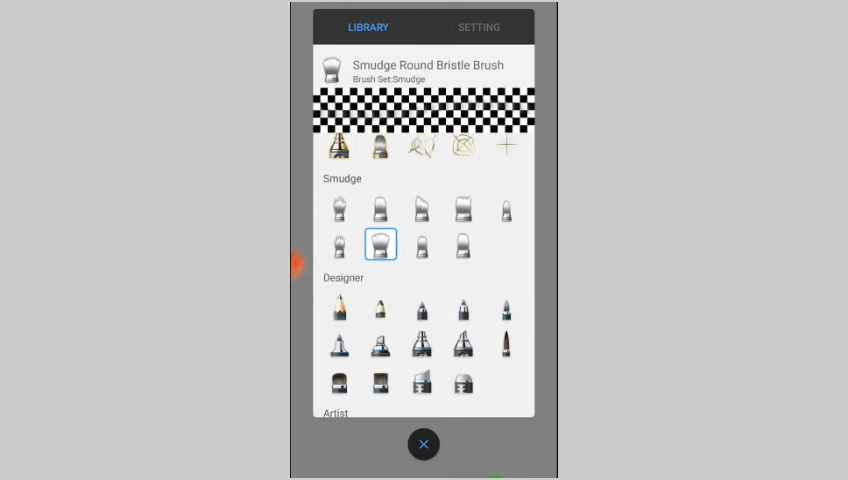 LIBRARY
SETTING
Smudge Round Bristle Brush
Brush Set:Smudge
Smudge
Designer
Artist